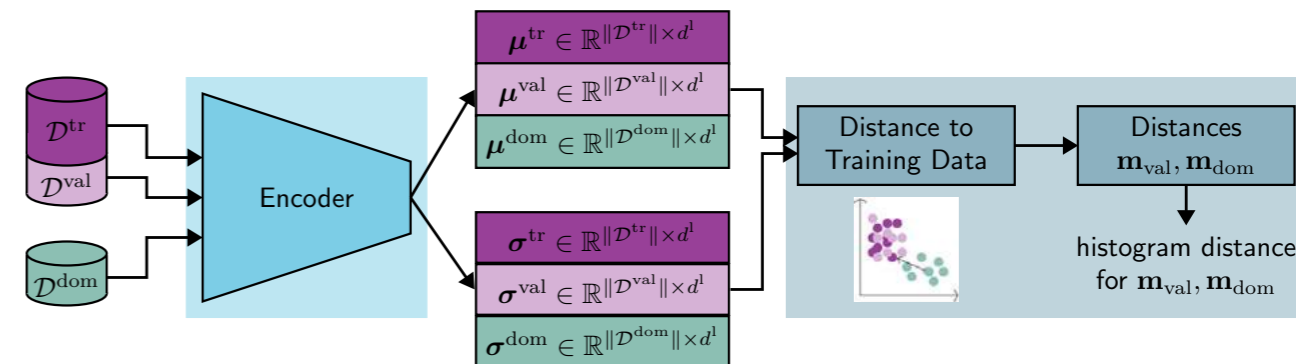 𝒟^tr
𝒟^val
𝒟^dom
Encoder
μ^tr ∈ ℝ^{‖𝒟^tr‖×d^l}
μ^val ∈ ℝ^{‖𝒟^val‖×d^l}
μ^dom ∈ ℝ^{‖𝒟^dom‖×d^l}
σ^tr ∈ ℝ^{‖𝒟^tr‖×d^l}
σ^val ∈ ℝ^{‖𝒟^val‖×d^l}
σ^dom ∈ ℝ^{‖𝒟^dom‖×d^l}
Distance to
Training Data
Distances
m_val, m_dom
histogram distance
for m_val, m_dom